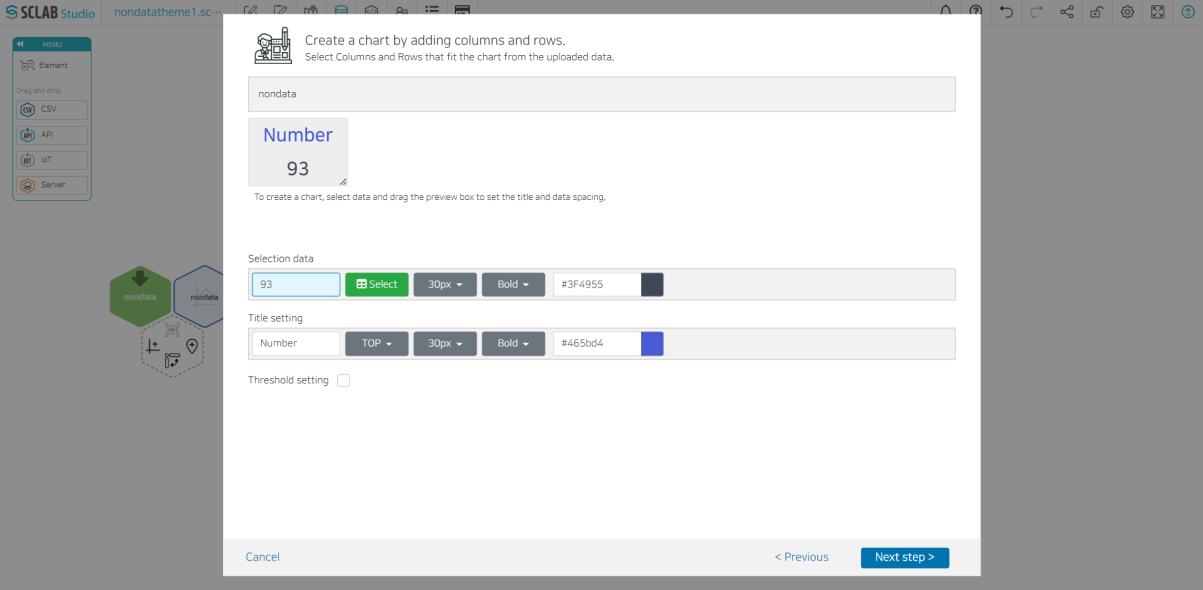 SCLAB Studio
nondatatheme1.sc...
MENU
Element
Drag and drop
CSV CSV
API API
IoT IoT
Server
nondata
nondata
Create a chart by adding columns and rows.
Select Columns and Rows that fit the chart from the uploaded data.
nondata
Number
93
To create a chart, select data and drag the preview box to set the title and data spacing.
Selection data
93 Select 30px Bold #3F4955
Title setting
Number TOP 30px Bold #465bd4
Threshold setting
Cancel < Previous Next step >